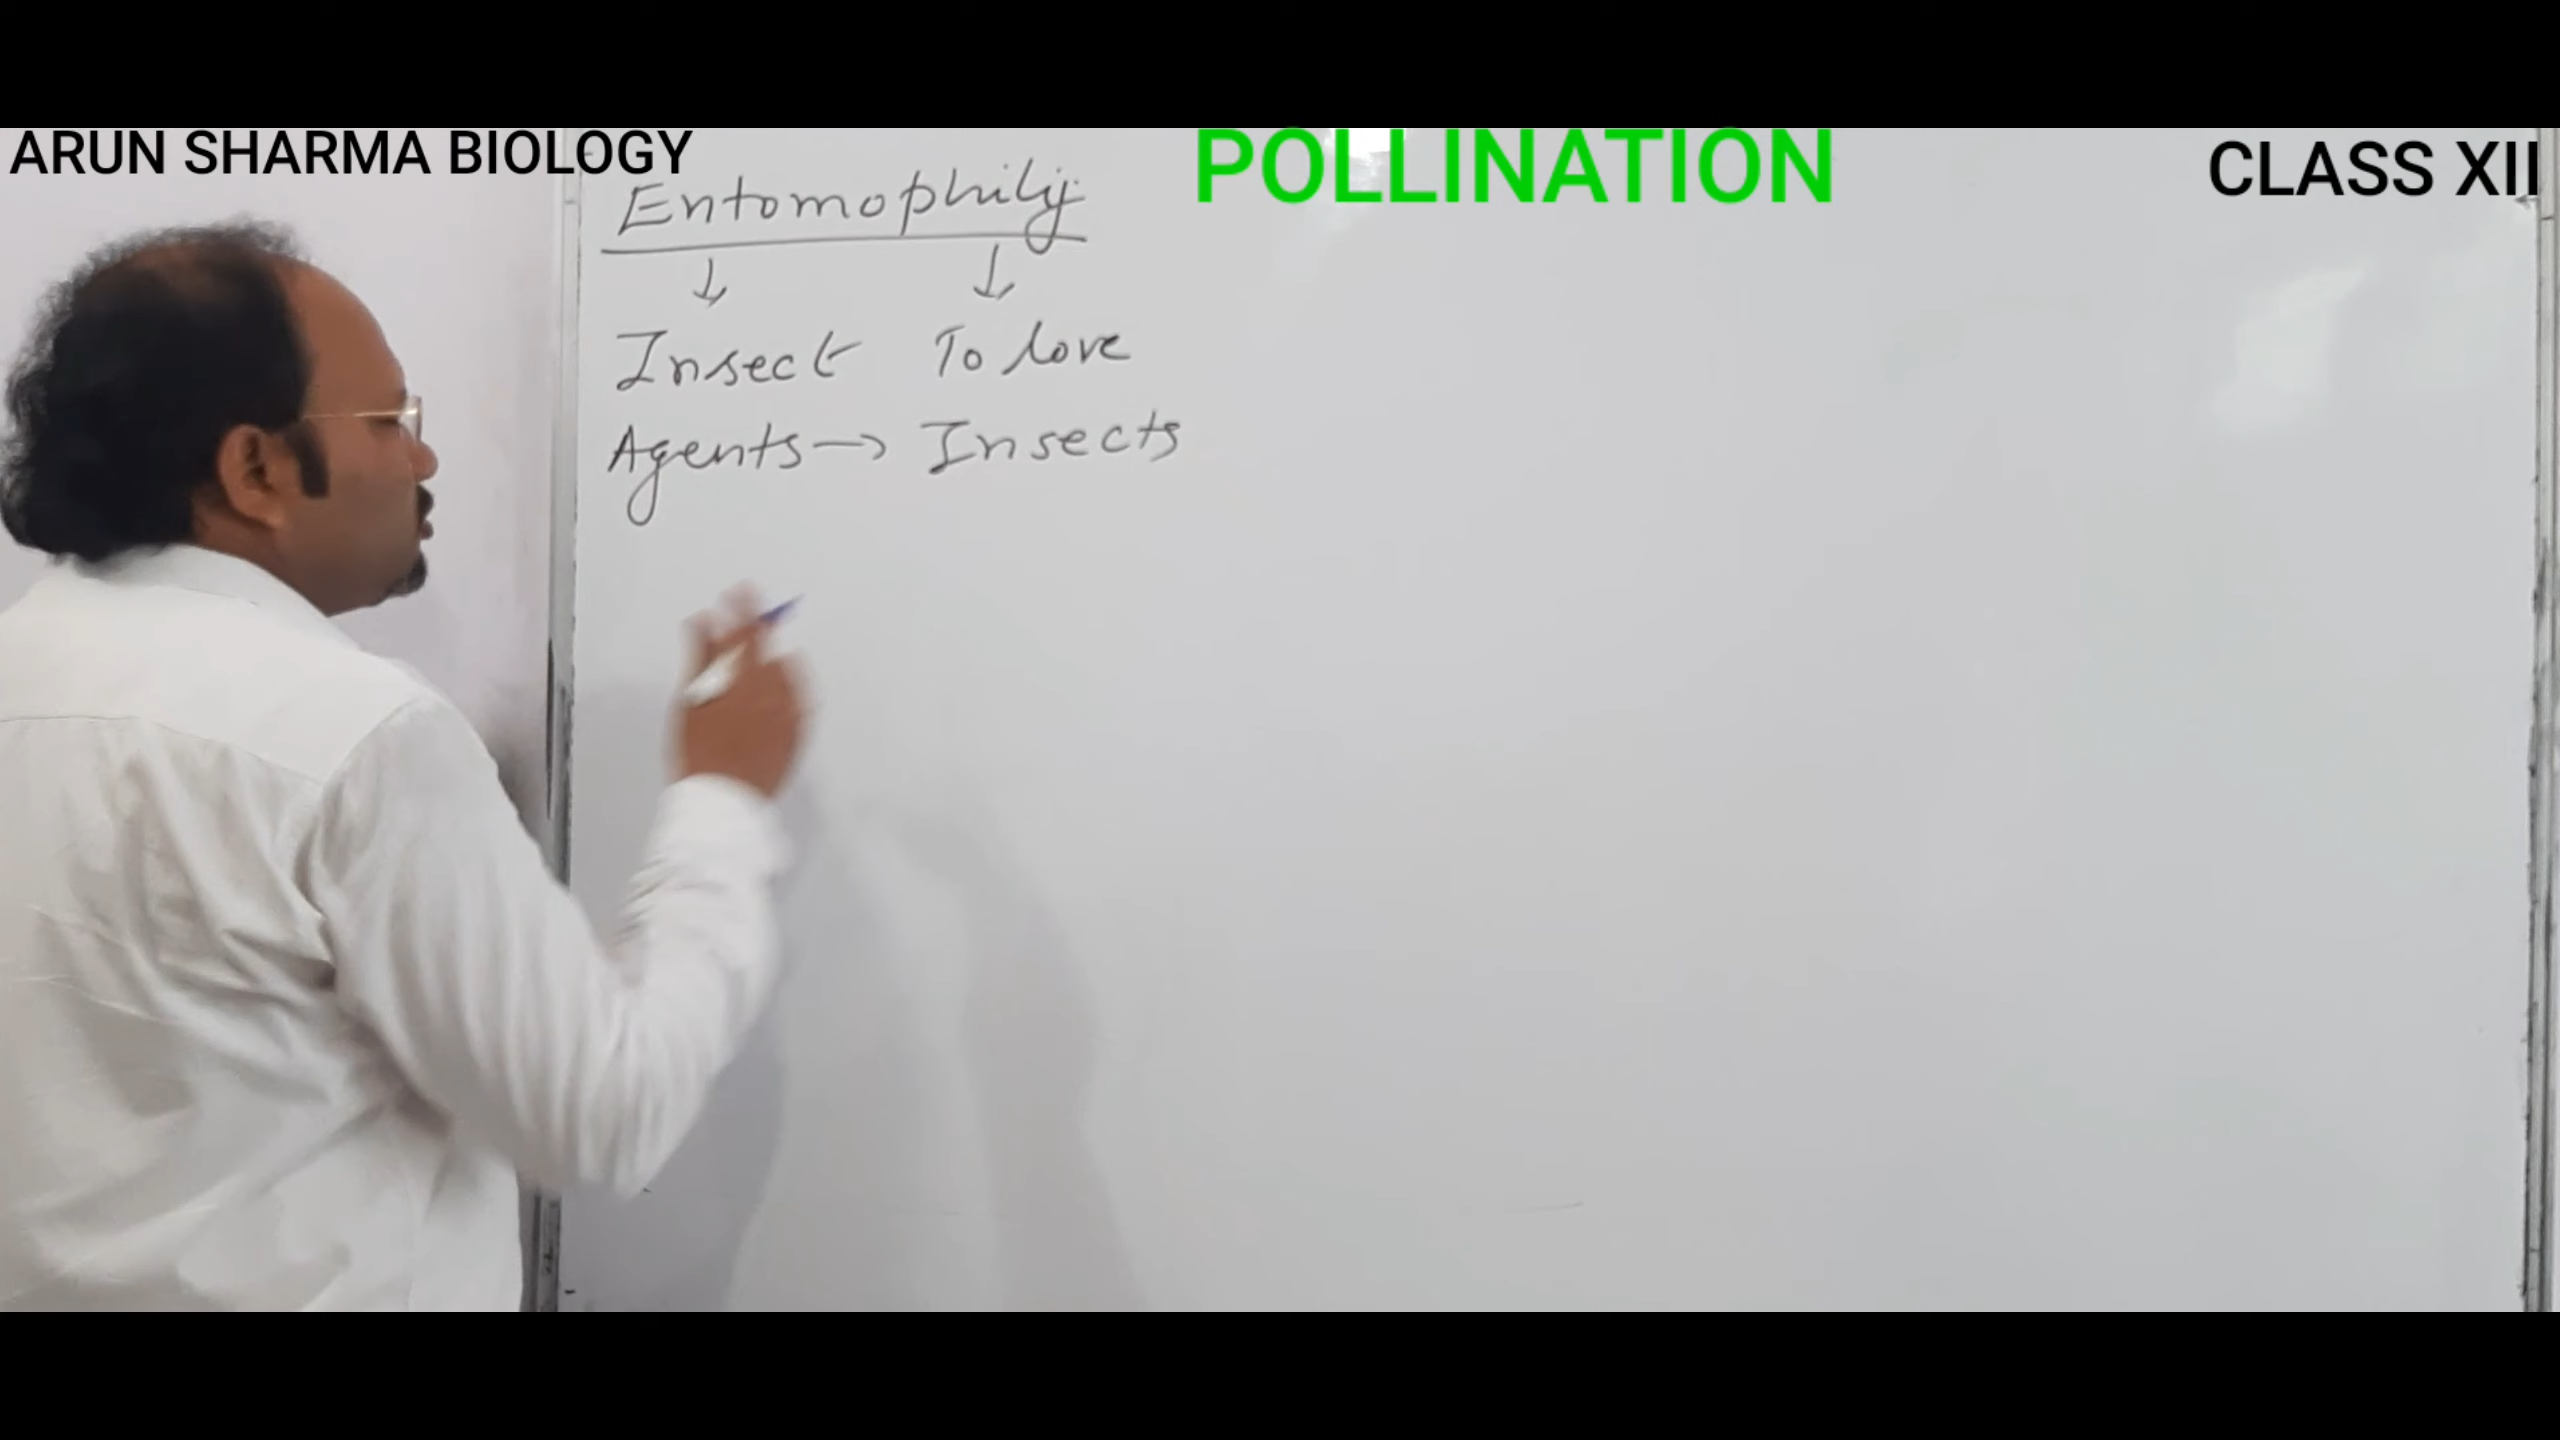 ARUN SHARMA BIOLOGY
POLLINATION
CLASS XII
Entomophily
↓ ↓
Insect To love
Agents → Insects